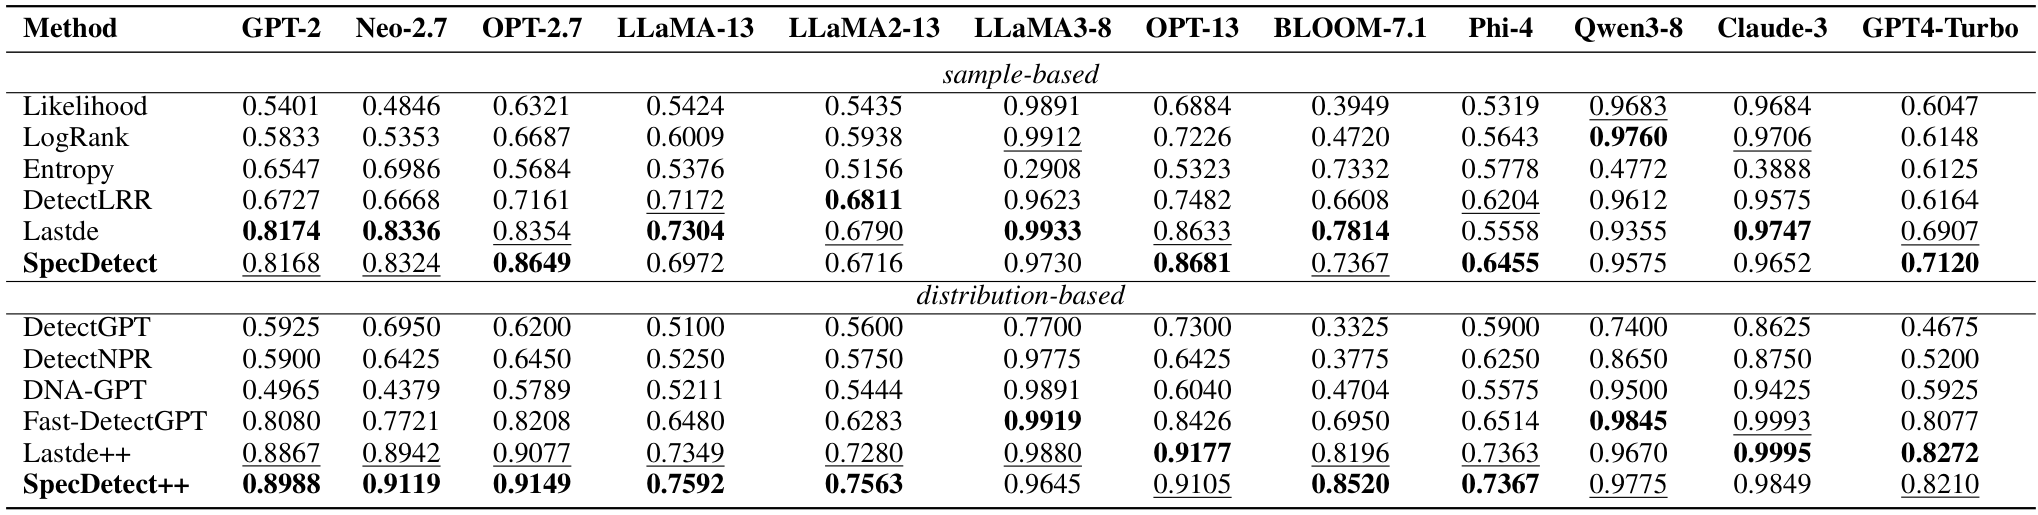 Method GPT-2 Neo-2.7 OPT-2.7 LLaMA-13 LLaMA2-13 LLaMA3-8 OPT-13 BLOOM-7.1 Phi-4 Qwen3-8 Claude-3 GPT4-Turbo
sample-based
Likelihood 0.5401 0.4846 0.6321 0.5424 0.5435 0.9891 0.6884 0.3949 0.5319 0.9683 0.9684 0.6047
LogRank 0.5833 0.5353 0.6687 0.6009 0.5938 0.9912 0.7226 0.4720 0.5643 0.9760 0.9706 0.6148
Entropy 0.6547 0.6986 0.5684 0.5376 0.5156 0.2908 0.5323 0.7332 0.5778 0.4772 0.3888 0.6125
DetectLRR 0.6727 0.6668 0.7161 0.7172 0.6811 0.9623 0.7482 0.6608 0.6204 0.9612 0.9575 0.6164
Lastde 0.8174 0.8336 0.8354 0.7304 0.6790 0.9933 0.8633 0.7814 0.5558 0.9355 0.9747 0.6907
SpecDetect 0.8168 0.8324 0.8649 0.6972 0.6716 0.9730 0.8681 0.7367 0.6455 0.9575 0.9652 0.7120
distribution-based
DetectGPT 0.5925 0.6950 0.6200 0.5100 0.5600 0.7700 0.7300 0.3325 0.5900 0.7400 0.8625 0.4675
DetectNPR 0.5900 0.6425 0.6450 0.5250 0.5750 0.9775 0.6425 0.3775 0.6250 0.8650 0.8750 0.5200
DNA-GPT 0.4965 0.4379 0.5789 0.5211 0.5444 0.9891 0.6040 0.4704 0.5575 0.9500 0.9425 0.5925
Fast-DetectGPT 0.8080 0.7721 0.8208 0.6480 0.6283 0.9919 0.8426 0.6950 0.6514 0.9845 0.9993 0.8077
Lastde++ 0.8867 0.8942 0.9077 0.7349 0.7280 0.9880 0.9177 0.8196 0.7363 0.9670 0.9995 0.8272
SpecDetect++ 0.8988 0.9119 0.9149 0.7592 0.7563 0.9645 0.9105 0.8520 0.7367 0.9775 0.9849 0.8210